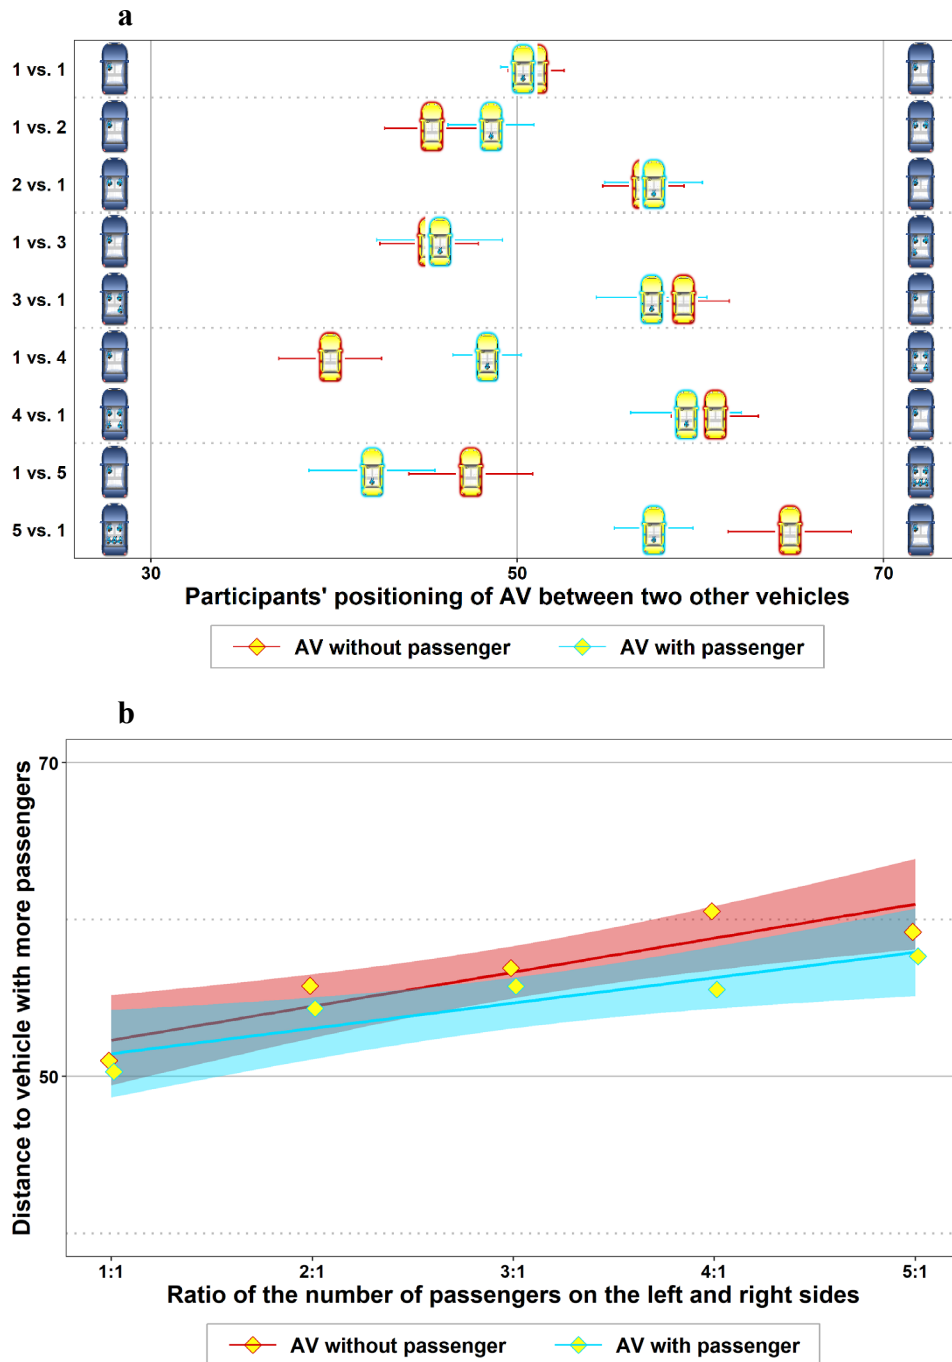 a
1 vs. 1
1 vs. 2
2 vs. 1
1 vs. 3
3 vs. 1
1 vs. 4
4 vs. 1
1 vs. 5
5 vs. 1
30 50 70
Participants' positioning of AV between two other vehicles
AV without passenger AV with passenger
b
Distance to vehicle with more passengers
70
50
1:1 2:1 3:1 4:1 5:1
Ratio of the number of passengers on the left and right sides
AV without passenger AV with passenger